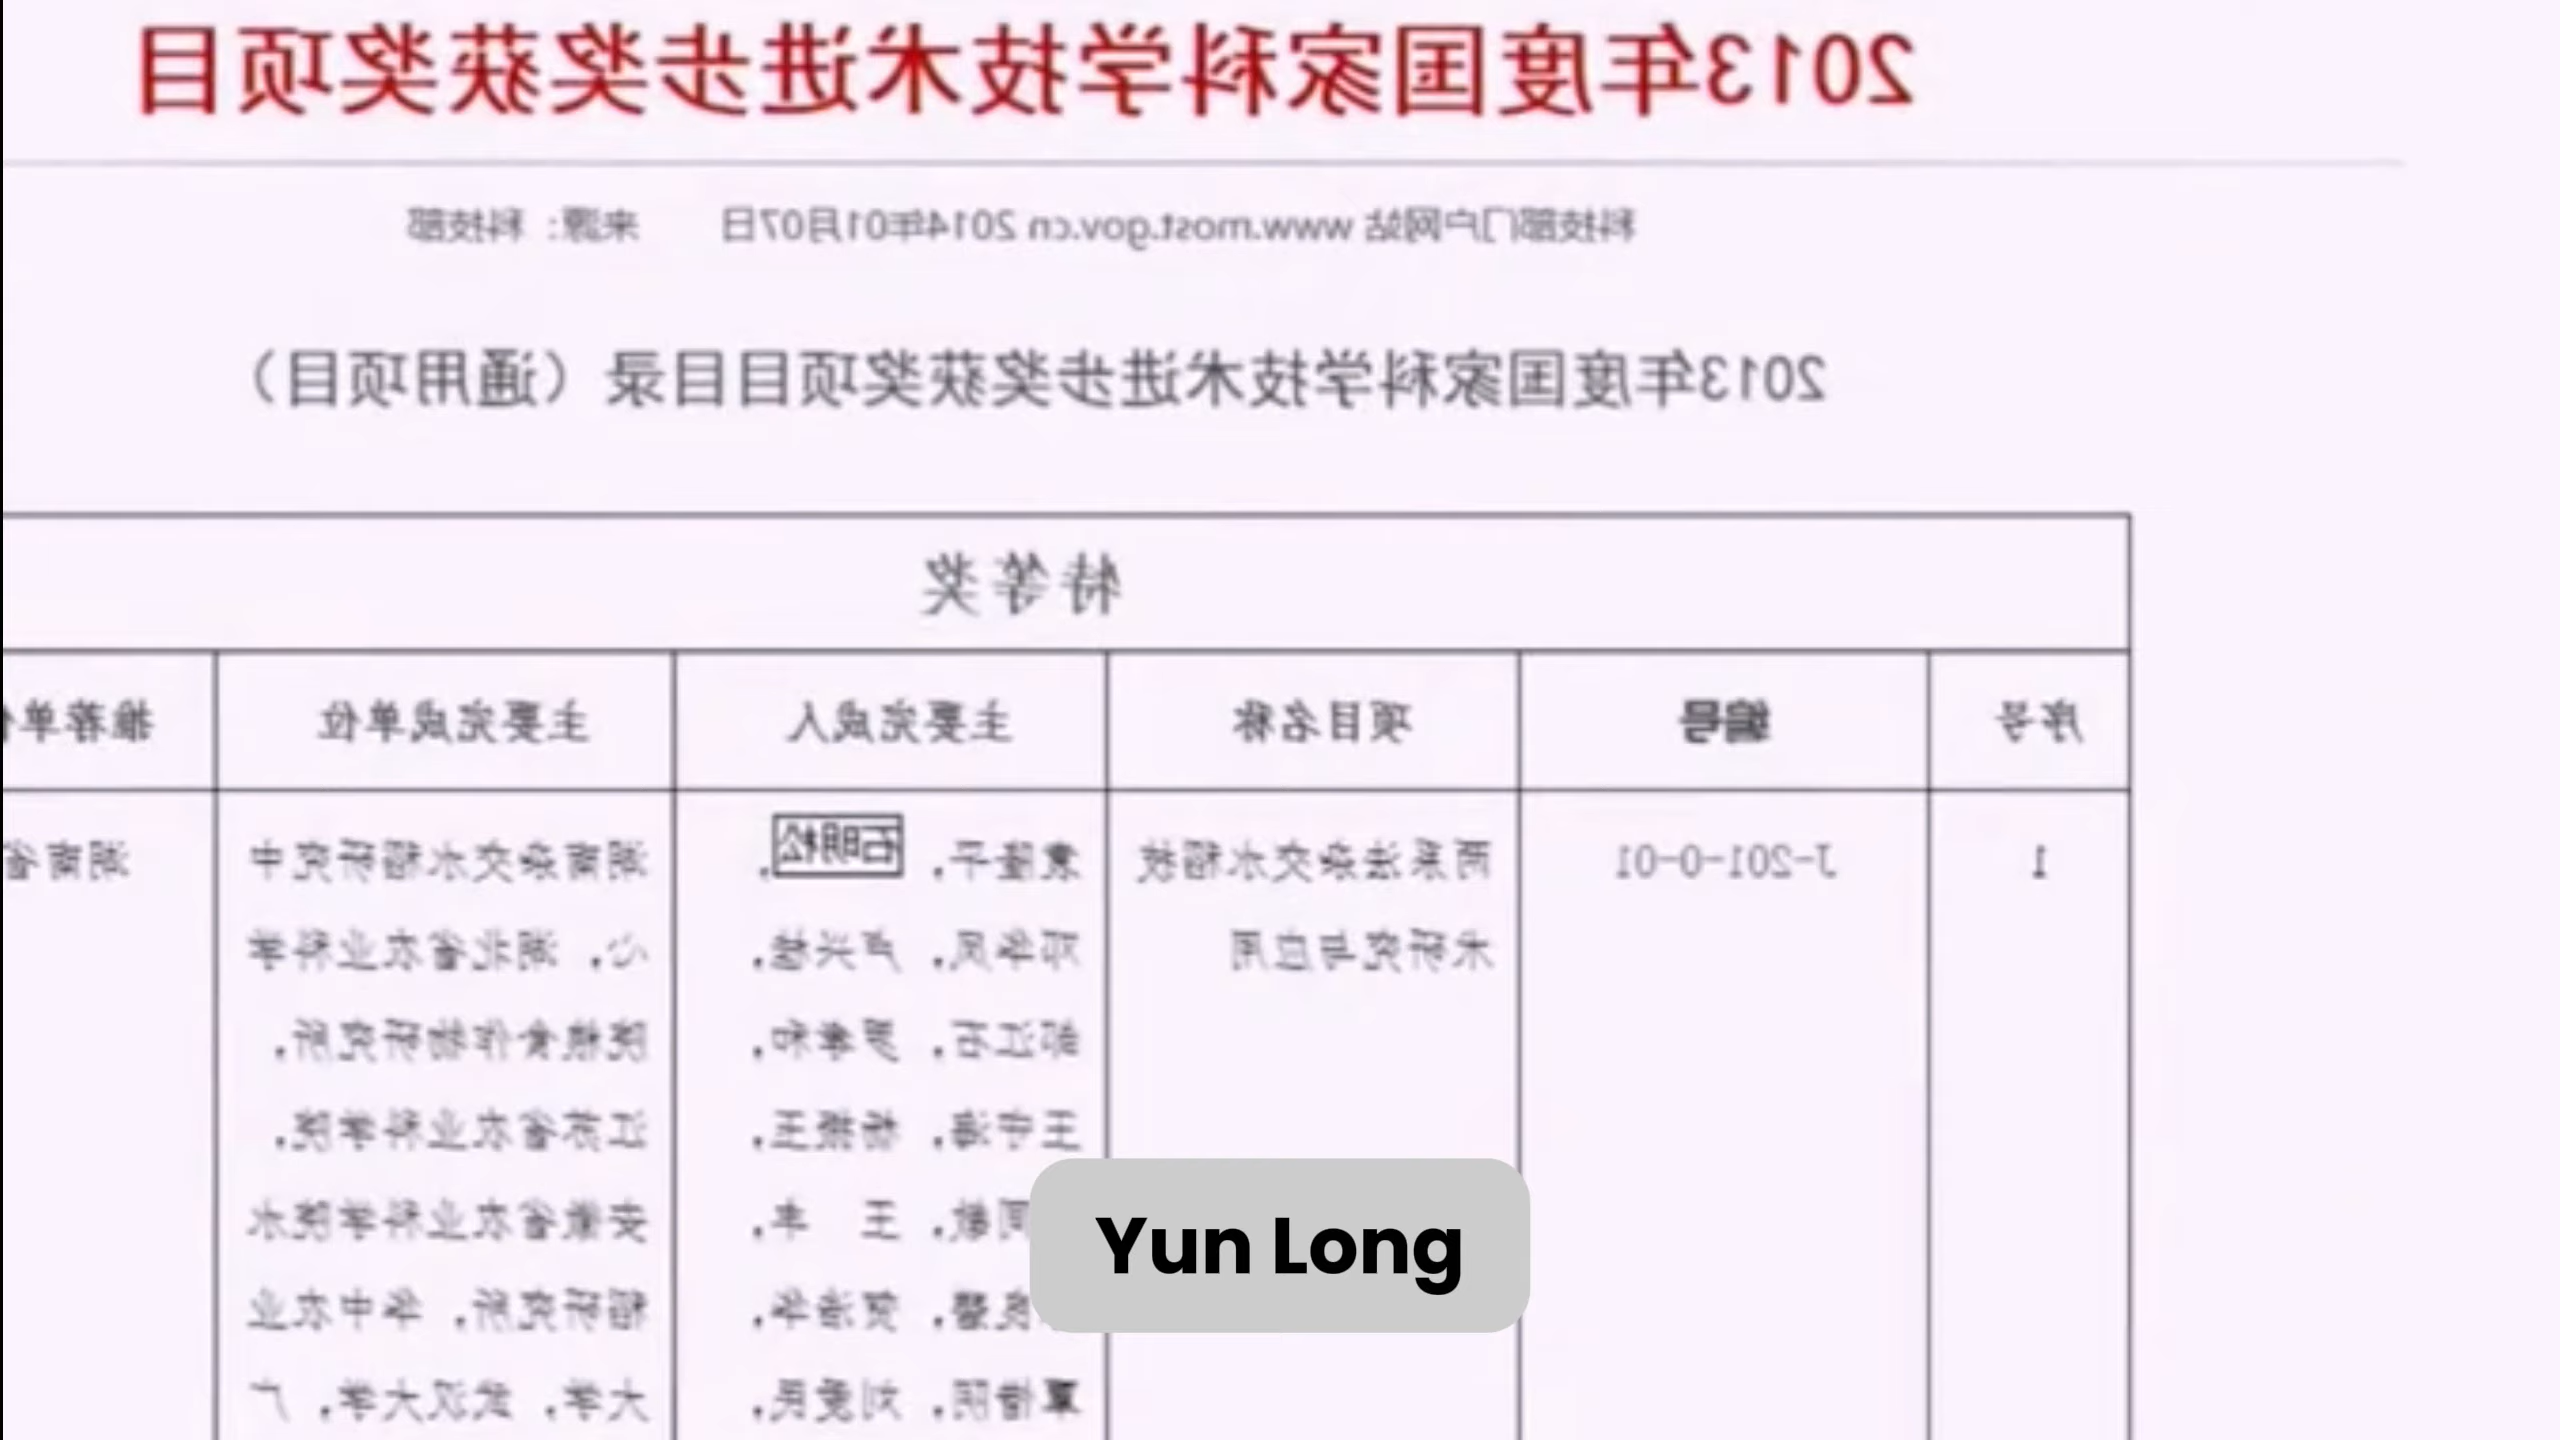 2013年度国家科学技术进步奖获奖项目
科技部门户网站 www.most.gov.cn 2014年01月07日 来源：科技部
2013年度国家科学技术进步奖获奖项目目录（通用项目）
特等奖
序号 编号 项目名称 主要完成人 主要完成单位 推荐单
1 J-201-0-01 两系法杂交水稻技 袁隆平， 石明松， 湖南杂交水稻研究中 湖南省
术研究与应用 邓华凤， 卢兴桂， 心， 湖北省农业科学
邹江石， 罗孝和， 院粮食作物研究所，
王守海， 杨振玉， 江苏省农业科学院，
王 丰， 安徽省农业科学院水
贺浩华， 稻研究所， 华中农业
覃惜阴， 刘爱民， 大学， 武汉大学， 广
Yun Long